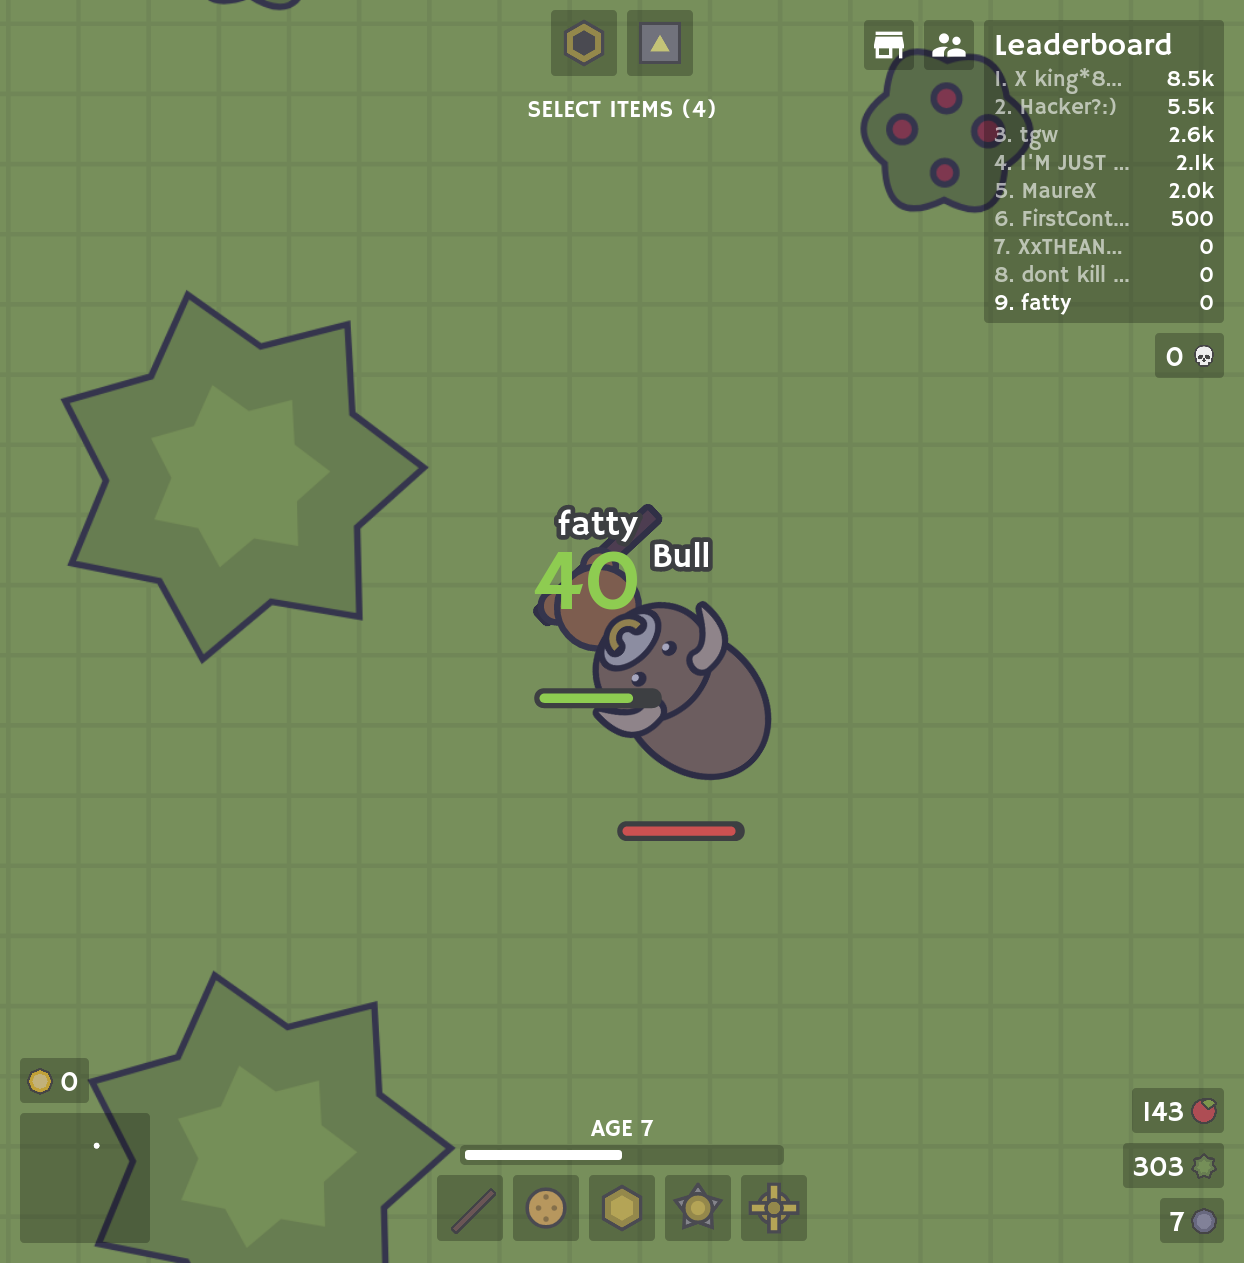 SELECT ITEMS (4)
Leaderboard
1. X king*8... 8.5k
2. Hacker?:) 5.5k
3. tgw 2.6k
4. I'M JUST ... 2.1k
5. MaureX 2.0k
6. FirstCont... 500
7. XxTHEAN... 0
8. dont kill ... 0
9. fatty 0
0
fatty
Bull
40
0
AGE 7
143
303
7